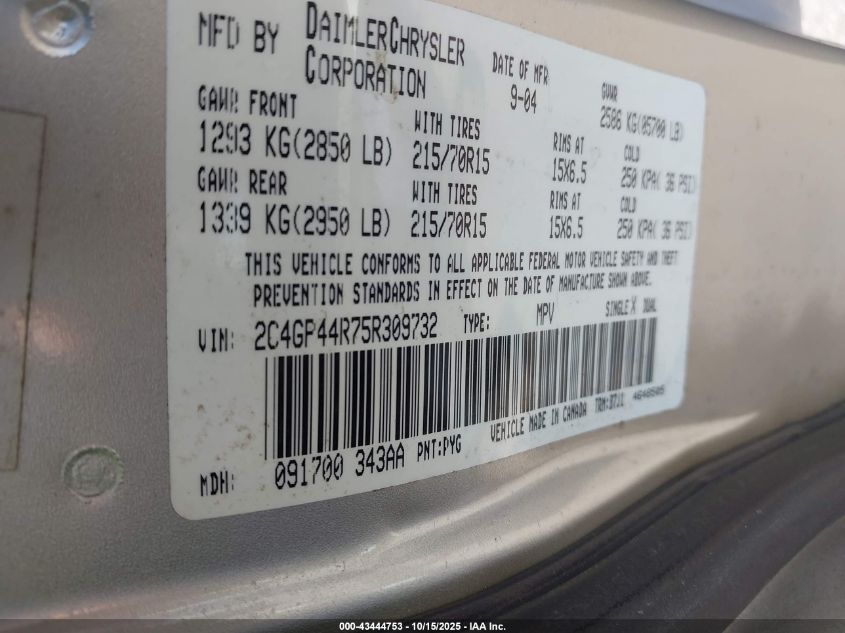 MFD BY DAIMLERCHRYSLER CORPORATION DATE OF MFR 9-04 GVWR 2586 KG(05700 LB)
GAWR FRONT WITH TIRES RIMS AT COLD
1293 KG(2850 LB) 215/70R15 15X6.5 250 KPA( 36 PSI)
GAWR REAR WITH TIRES RIMS AT COLD
1339 KG(2950 LB) 215/70R15 15X6.5 250 KPA( 36 PSI)
THIS VEHICLE CONFORMS TO ALL APPLICABLE FEDERAL MOTOR VEHICLE SAFETY AND THEFT
PREVENTION STANDARDS IN EFFECT ON THE DATE OF MANUFACTURE SHOWN ABOVE.
VIN: 2C4GP44R75R309732 TYPE: MPV SINGLE X DUAL
VEHICLE MADE IN CANADA TRM: 4648505
MDH: 091700 343AA PNT:PYG
000-43444753 - 10/15/2025 - IAA Inc.